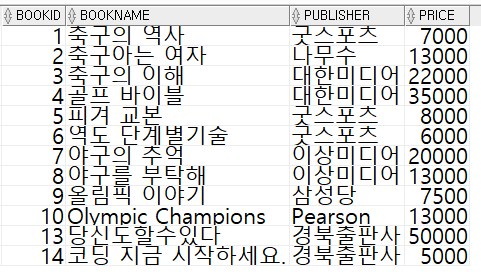 BOOKID BOOKNAME PUBLISHER PRICE
1 축구의 역사 굿스포츠 7000
2 축구아는 여자 나무수 13000
3 축구의 이해 대한미디어 22000
4 골프 바이블 대한미디어 35000
5 피겨 교본 굿스포츠 8000
6 역도 단계별기술 굿스포츠 6000
7 야구의 추억 이상미디어 20000
8 야구를 부탁해 이상미디어 13000
9 올림픽 이야기 삼성당 7500
10 Olympic Champions Pearson 13000
13 당신도할수있다 경북출판사 50000
14 코딩 지금 시작하세요. 경북출판사 5000